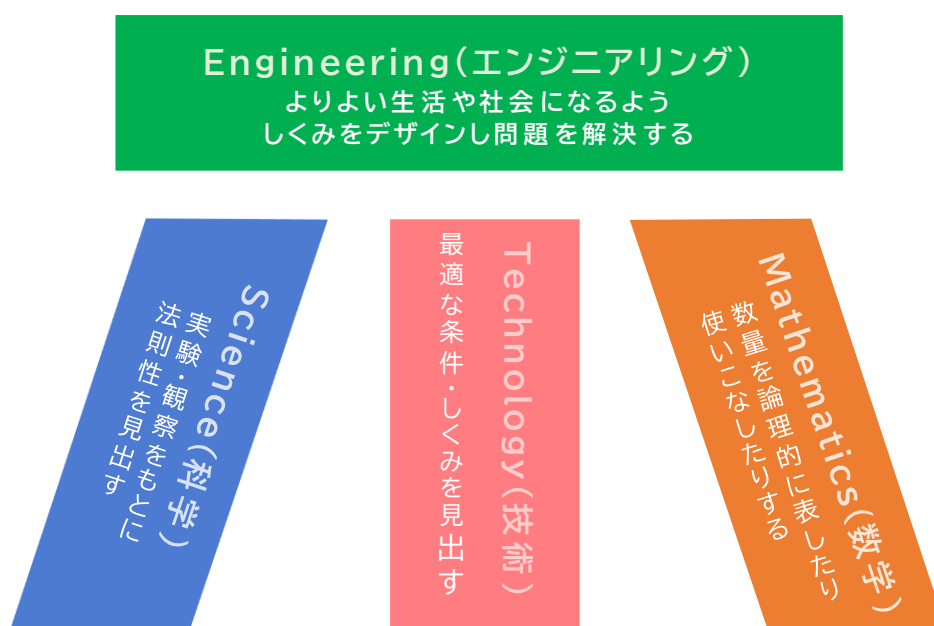 Engineering(エンジニアリング)
よりよい生活や社会になるよう
しくみをデザインし問題を解決する
Science(科学)
実験・観察をもとに
法則性を見出す
Technology(技術)
最適な条件・しくみを見出す
Mathematics(数学)
数量を論理的に表したり
使いこなしたりする